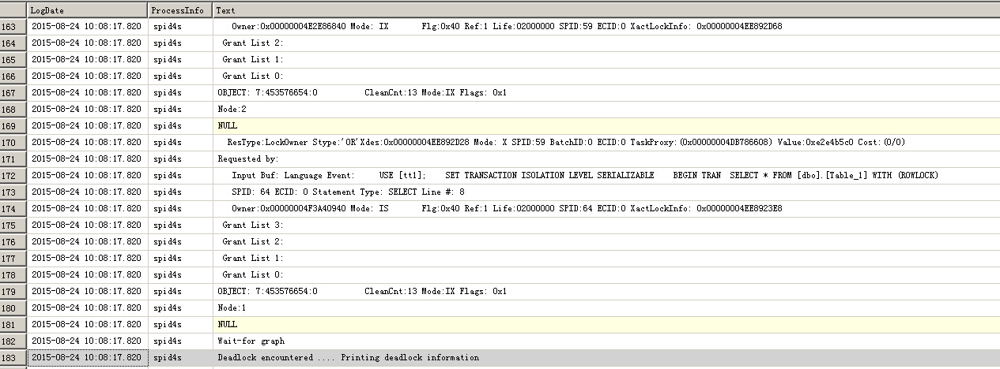 LogDate ProcessInfo Text
163 2015-08-24 10:08:17.820 spid4s Owner:0x00000004E2E86840 Mode: IX Flg:0x40 Ref:1 Life:02000000 SPID:59 ECID:0 XactLockInfo: 0x00000004EE892D68
164 2015-08-24 10:08:17.820 spid4s Grant List 2:
165 2015-08-24 10:08:17.820 spid4s Grant List 1:
166 2015-08-24 10:08:17.820 spid4s Grant List 0:
167 2015-08-24 10:08:17.820 spid4s OBJECT: 7:453576654:0 CleanCnt:13 Mode:IX Flags: 0x1
168 2015-08-24 10:08:17.820 spid4s Node:2
169 2015-08-24 10:08:17.820 spid4s NULL
170 2015-08-24 10:08:17.820 spid4s ResType:LockOwner Stype:'OR'Xdes:0x00000004EE892D28 Mode: X SPID:59 BatchID:0 ECID:0 TaskProxy:(0x00000004DB786608) Value:0xe2e4b5c0 Cost:(0/0)
171 2015-08-24 10:08:17.820 spid4s Requested by:
172 2015-08-24 10:08:17.820 spid4s Input Buf: Language Event: USE [tt1]; SET TRANSACTION ISOLATION LEVEL SERIALIZABLE BEGIN TRAN SELECT * FROM [dbo].[Table_1] WITH (ROWLOCK)
173 2015-08-24 10:08:17.820 spid4s SPID: 64 ECID: 0 Statement Type: SELECT Line #: 8
174 2015-08-24 10:08:17.820 spid4s Owner:0x00000004F3A40940 Mode: IS Flg:0x40 Ref:1 Life:02000000 SPID:64 ECID:0 XactLockInfo: 0x00000004EE8923E8
175 2015-08-24 10:08:17.820 spid4s Grant List 3:
176 2015-08-24 10:08:17.820 spid4s Grant List 2:
177 2015-08-24 10:08:17.820 spid4s Grant List 1:
178 2015-08-24 10:08:17.820 spid4s Grant List 0:
179 2015-08-24 10:08:17.820 spid4s OBJECT: 7:453576654:0 CleanCnt:13 Mode:IX Flags: 0x1
180 2015-08-24 10:08:17.820 spid4s Node:1
181 2015-08-24 10:08:17.820 spid4s NULL
182 2015-08-24 10:08:17.820 spid4s Wait-for graph
183 2015-08-24 10:08:17.820 spid4s Deadlock encountered .... Printing deadlock information